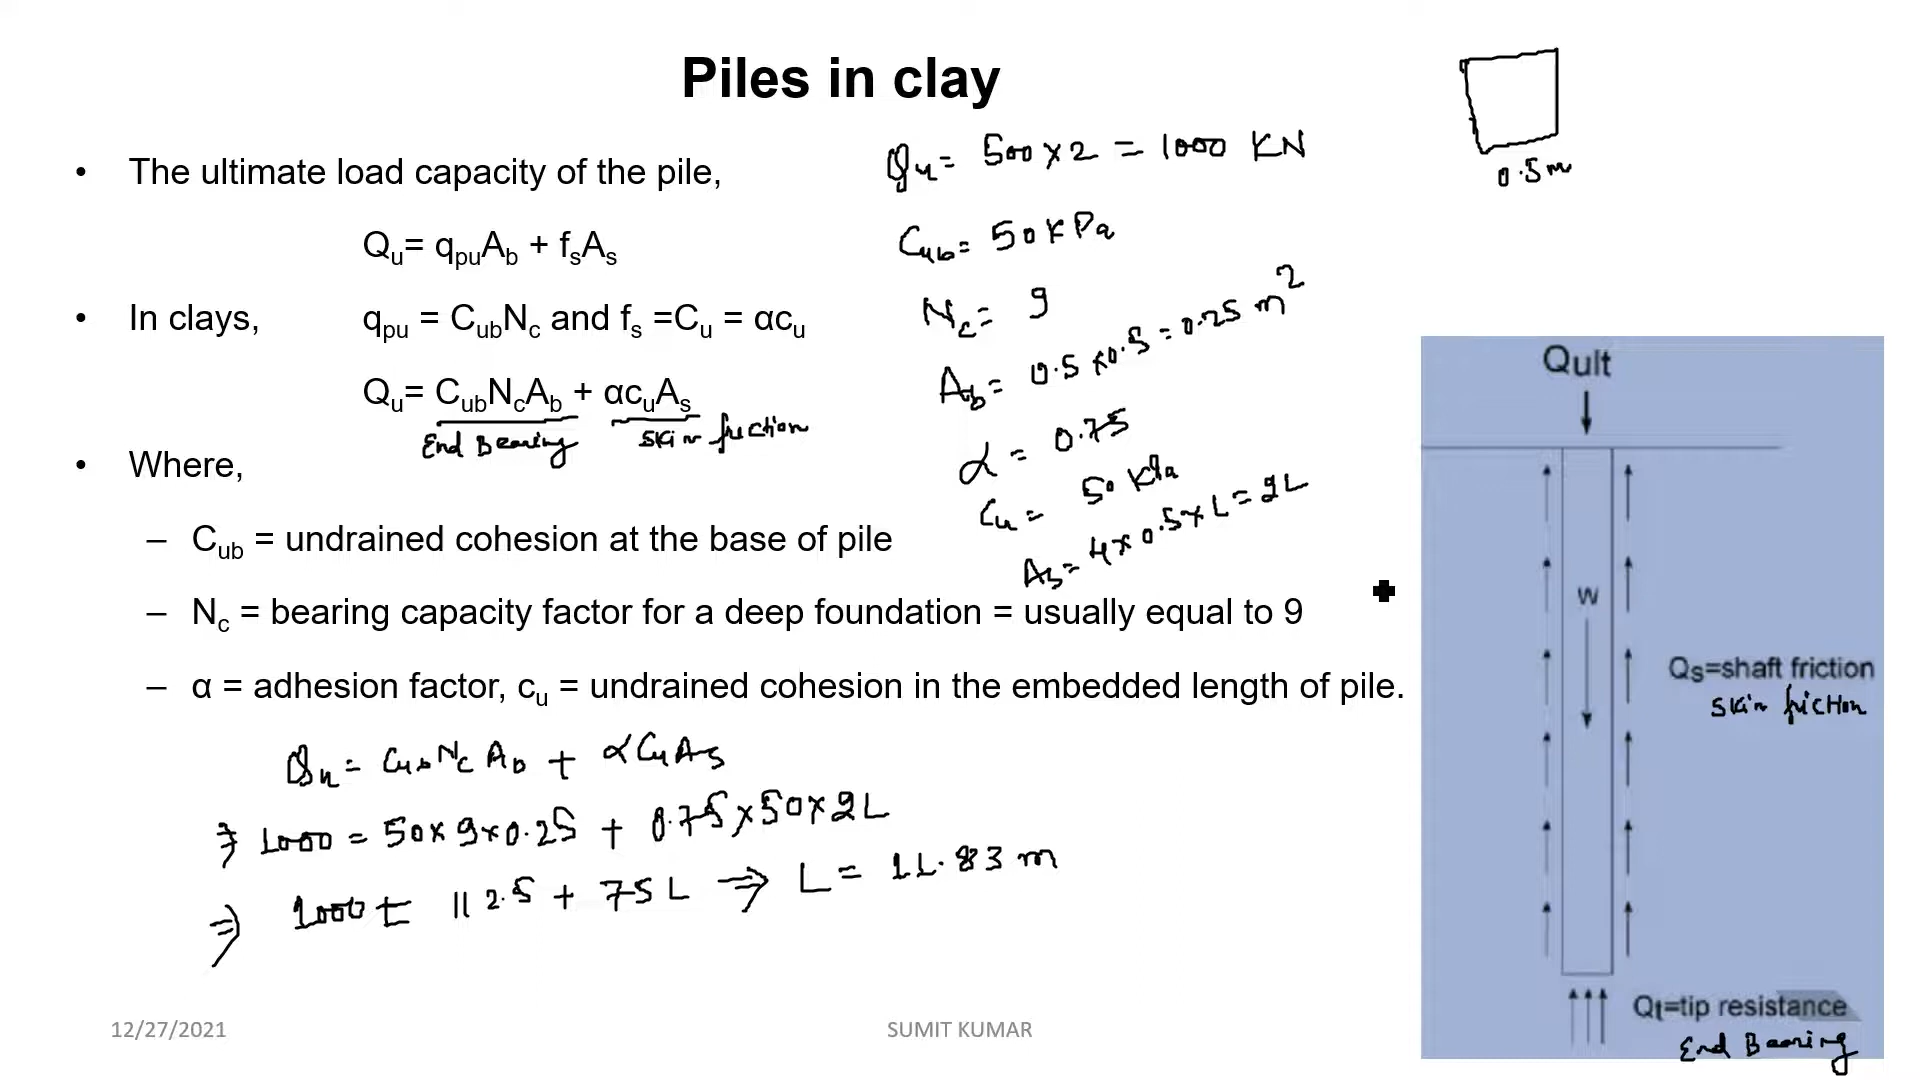 Piles in clay
0.5m
• The ultimate load capacity of the pile,
Qu= qpuAb + fsAs
• In clays, qpu = CubNc and fs =Cu = αcu
Qu= CubNcAb + αcuAs
End Bearing skin friction
• Where,
– Cub = undrained cohesion at the base of pile
– Nc = bearing capacity factor for a deep foundation = usually equal to 9
– α = adhesion factor, cu = undrained cohesion in the embedded length of pile.
Qu= 500×2 = 1000 KN
Cub= 50KPa
Nc= 9
Ab= 0.5×0.5=0.25 m²
α = 0.75
Cu= 50 KPa
As= 4×0.5×L=2L
Qu= CubNcAb + αCuAs
⇒ 1000 = 50×9×0.25 + 0.75×50×2L
⇒ 1000 = 112.5 + 75L ⇒ L = 11.83 m
Qult
W
Qs=shaft friction
skin friction
Qt=tip resistance
End Bearing
12/27/2021
SUMIT KUMAR